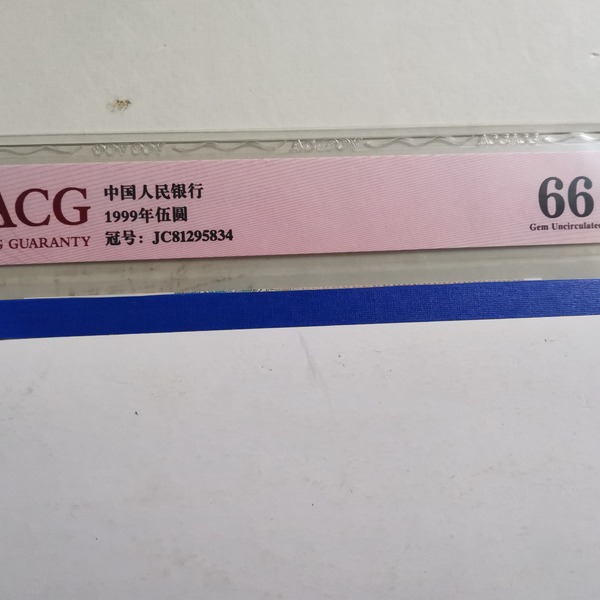 ACG
GUARANTY
中国人民银行
1999年伍圆
冠号：JC81295834
66
Gem Uncirculated